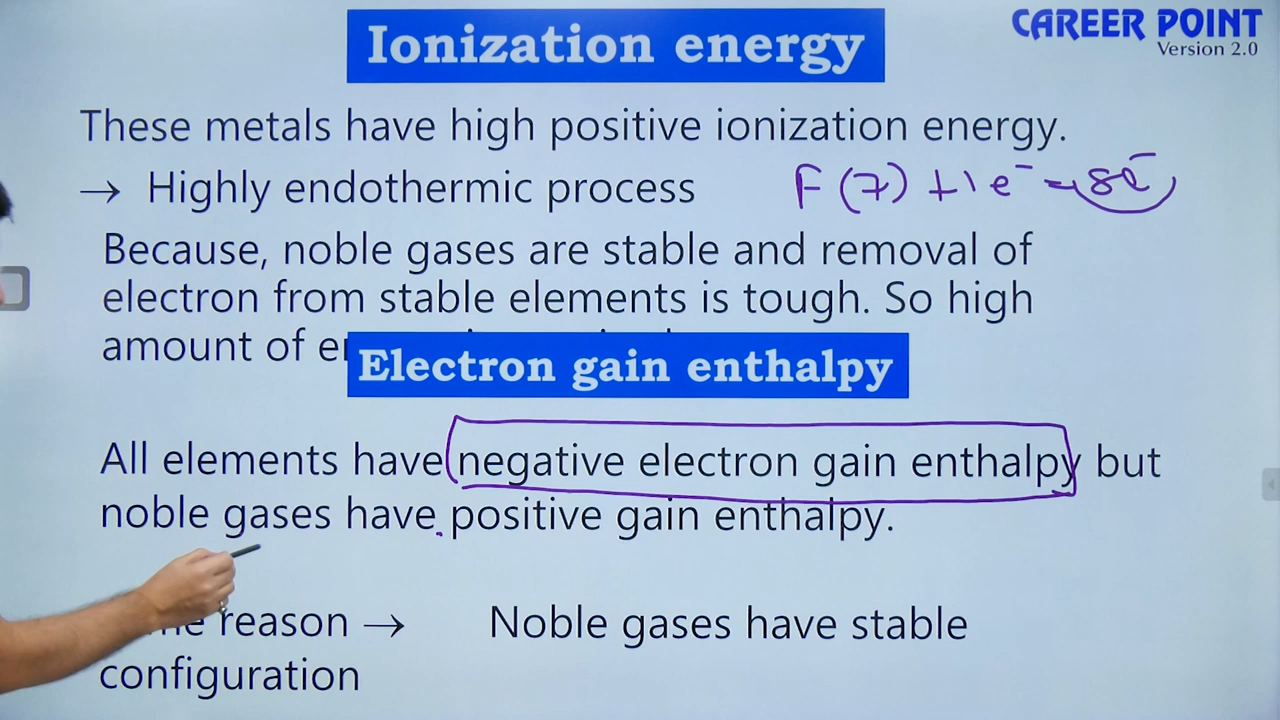 Ionization energy
CAREER POINT
Version 2.0
These metals have high positive ionization energy.
→ Highly endothermic process
F (7) + 1 e⁻ → 8e⁻
Because, noble gases are stable and removal of
electron from stable elements is tough. So high
amount of
Electron gain enthalpy
All elements have negative electron gain enthalpy but
noble gases have positive gain enthalpy.
reason → Noble gases have stable
configuration